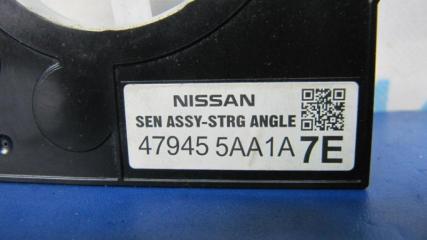 NISSAN
SEN ASSY-STRG ANGLE
47945 5AA1A 7E